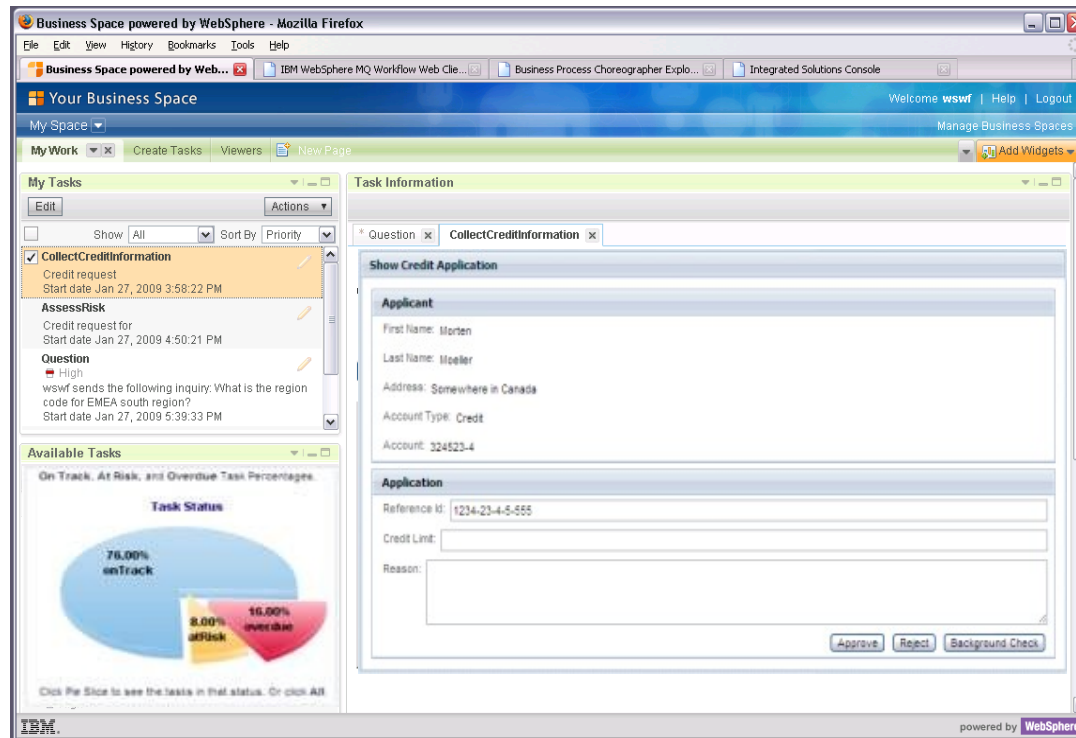 Business Space powered by WebSphere - Mozilla Firefox
File Edit View History Bookmarks Tools Help
Business Space powered by Web... IBM WebSphere MQ Workflow Web Clie... Business Process Choreographer Explo... Integrated Solutions Console
Your Business Space Welcome wswf | Help | Logout
My Space Manage Business Spaces
My Work Create Tasks Viewers New Page Add Widgets
My Tasks
Edit Actions
Show All Sort By Priority
CollectCreditInformation
Credit request
Start date Jan 27, 2009 3:58:22 PM
AssessRisk
Credit request for
Start date Jan 27, 2009 4:50:21 PM
Question
High
wswf sends the following inquiry: What is the region
code for EMEA south region?
Start date Jan 27, 2009 5:39:33 PM
Available Tasks
On Track, At Risk, and Overdue Task Percentages.
Task Status
76.00%
onTrack
8.00%
atRisk
16.00%
overdue
Click Pie Slice to see the tasks in that status. Or click All
Task Information
* Question CollectCreditInformation
Show Credit Application
Applicant
First Name: Morten
Last Name: Moeller
Address: Somewhere in Canada
Account Type: Credit
Account: 324523-4
Application
Reference Id: 1234-23-4-5-555
Credit Limit:
Reason:
Approve Reject Background Check
IBM. powered by WebSphere